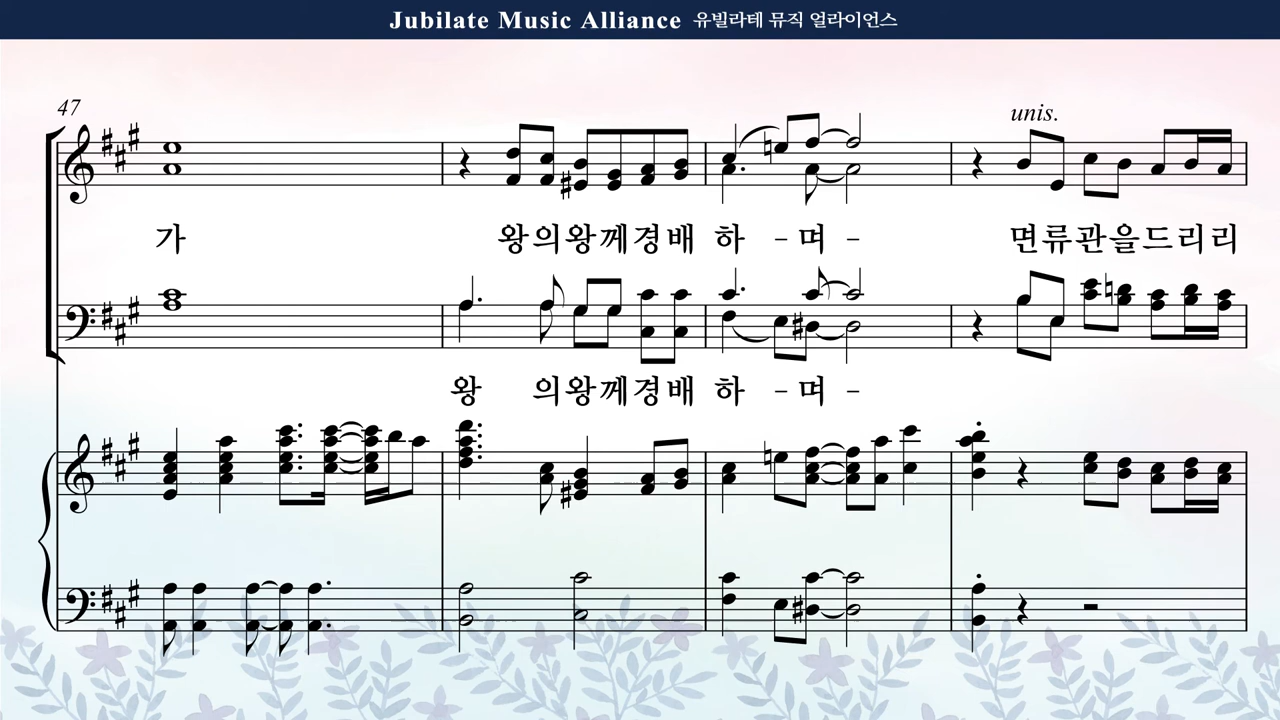 Jubilate Music Alliance 유빌라테 뮤직 얼라이언스
47
unis.
가 왕의왕께경배 하 - 며 - 면류관을드리리
왕 의왕께경배 하 - 며 -